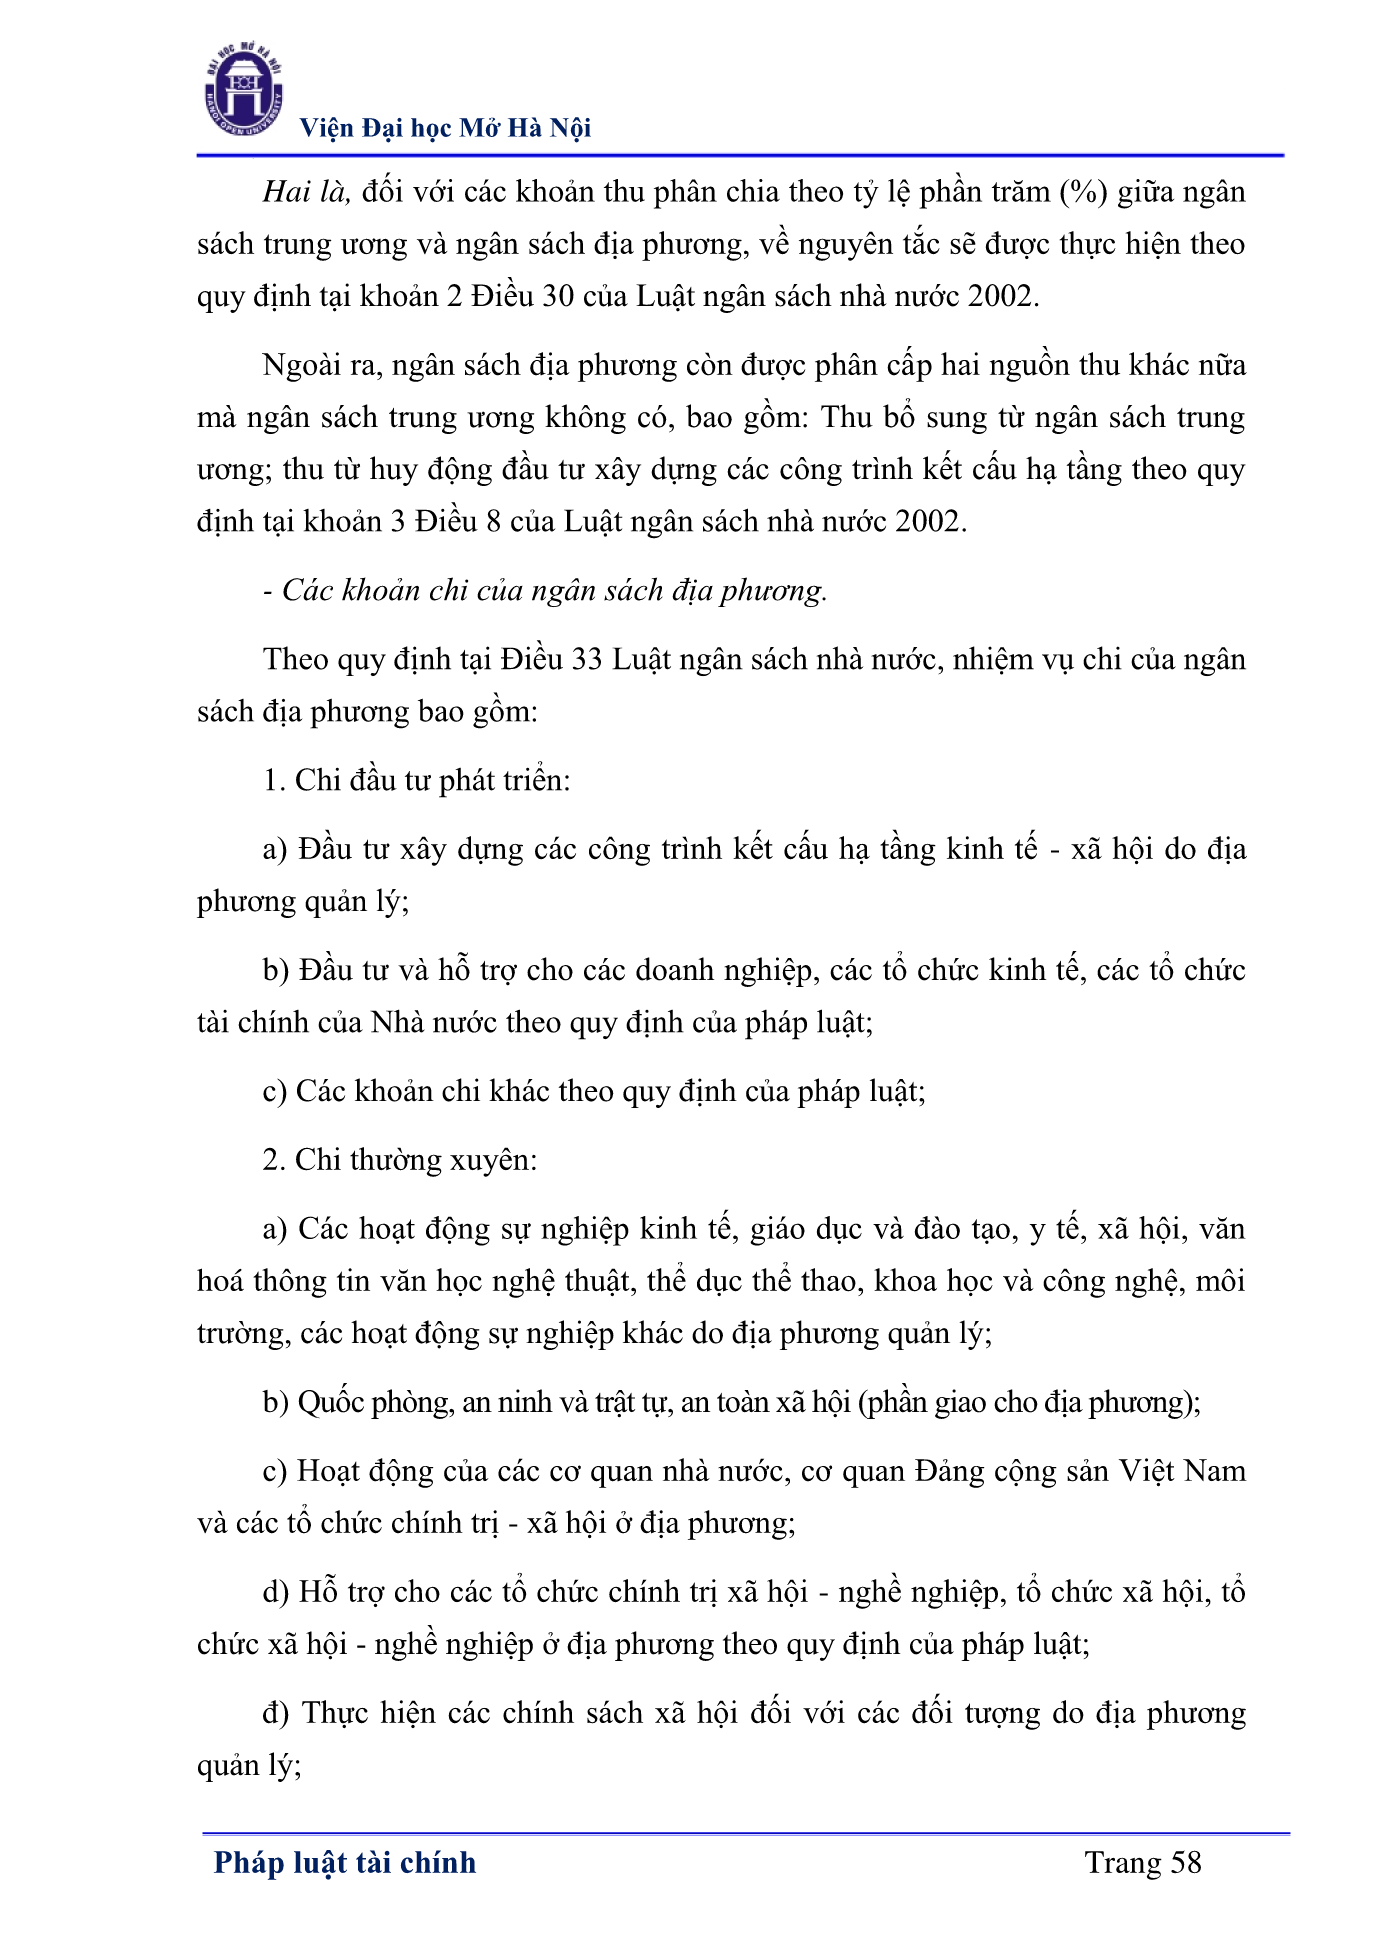 ĐẠI HỌC MỞ HÀ NỘI
HANOI OPEN UNIVERSITY
Viện Đại học Mở Hà Nội
Hai là, đối với các khoản thu phân chia theo tỷ lệ phần trăm (%) giữa ngân
sách trung ương và ngân sách địa phương, về nguyên tắc sẽ được thực hiện theo
quy định tại khoản 2 Điều 30 của Luật ngân sách nhà nước 2002.
Ngoài ra, ngân sách địa phương còn được phân cấp hai nguồn thu khác nữa
mà ngân sách trung ương không có, bao gồm: Thu bổ sung từ ngân sách trung
ương; thu từ huy động đầu tư xây dựng các công trình kết cấu hạ tầng theo quy
định tại khoản 3 Điều 8 của Luật ngân sách nhà nước 2002.
- Các khoản chi của ngân sách địa phương.
Theo quy định tại Điều 33 Luật ngân sách nhà nước, nhiệm vụ chi của ngân
sách địa phương bao gồm:
1. Chi đầu tư phát triển:
a) Đầu tư xây dựng các công trình kết cấu hạ tầng kinh tế - xã hội do địa
phương quản lý;
b) Đầu tư và hỗ trợ cho các doanh nghiệp, các tổ chức kinh tế, các tổ chức
tài chính của Nhà nước theo quy định của pháp luật;
c) Các khoản chi khác theo quy định của pháp luật;
2. Chi thường xuyên:
a) Các hoạt động sự nghiệp kinh tế, giáo dục và đào tạo, y tế, xã hội, văn
hoá thông tin văn học nghệ thuật, thể dục thể thao, khoa học và công nghệ, môi
trường, các hoạt động sự nghiệp khác do địa phương quản lý;
b) Quốc phòng, an ninh và trật tự, an toàn xã hội (phần giao cho địa phương);
c) Hoạt động của các cơ quan nhà nước, cơ quan Đảng cộng sản Việt Nam
và các tổ chức chính trị - xã hội ở địa phương;
d) Hỗ trợ cho các tổ chức chính trị xã hội - nghề nghiệp, tổ chức xã hội, tổ
chức xã hội - nghề nghiệp ở địa phương theo quy định của pháp luật;
đ) Thực hiện các chính sách xã hội đối với các đối tượng do địa phương
quản lý;
Pháp luật tài chính Trang 58